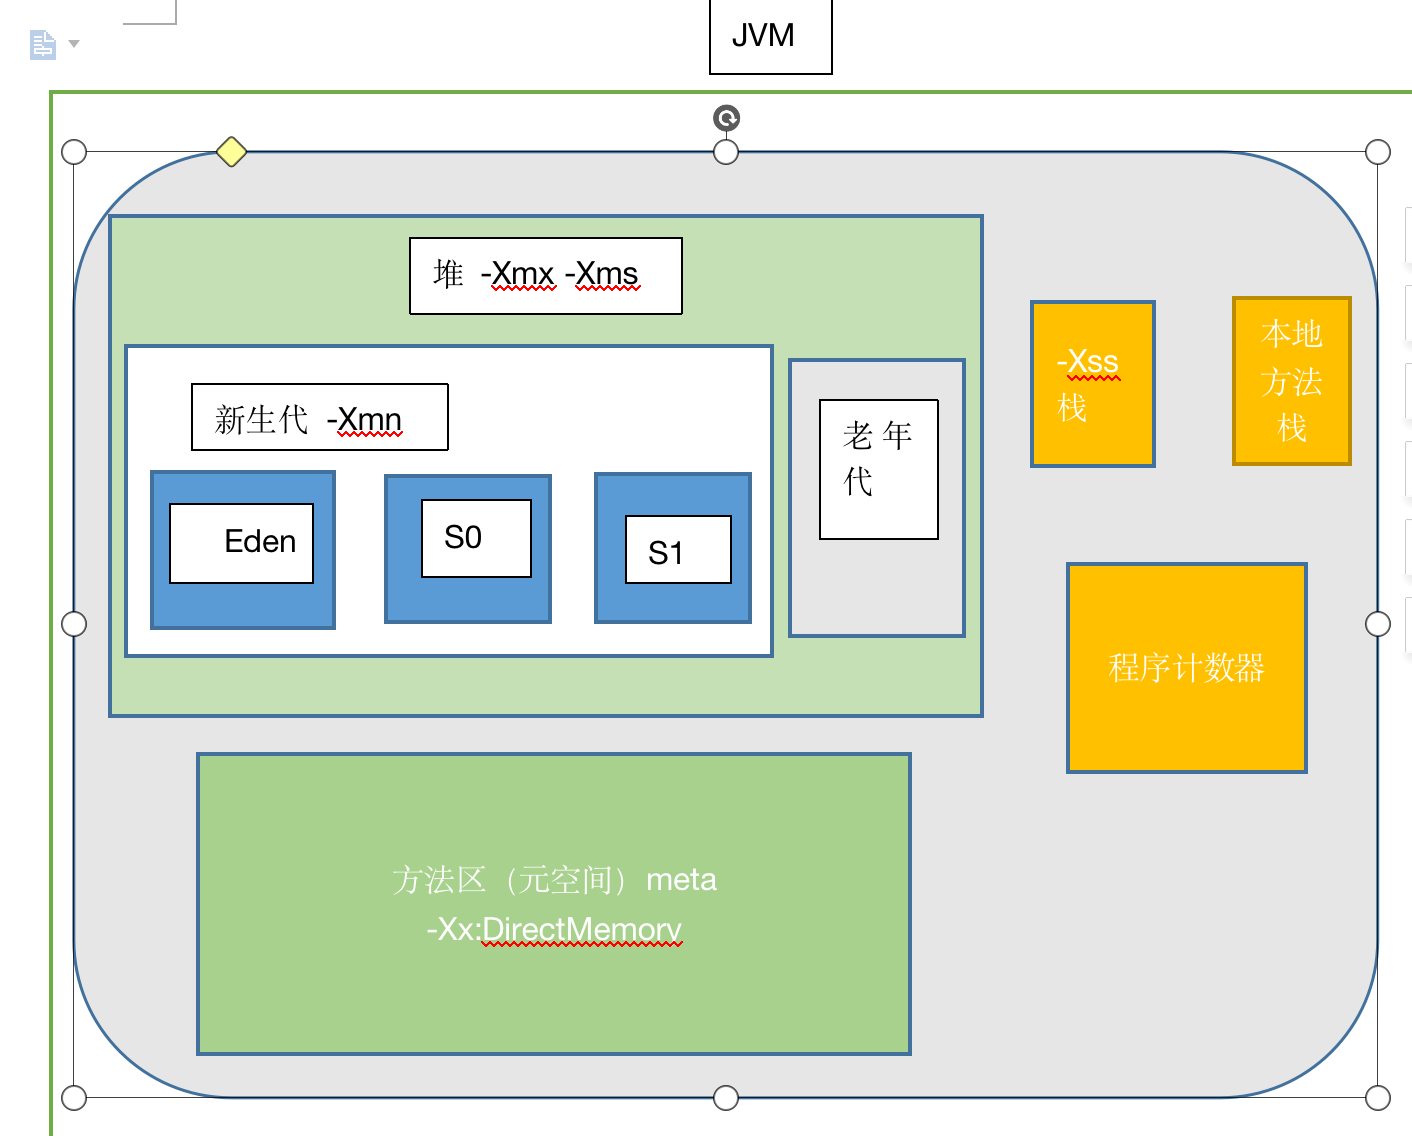 JVM
堆 -Xmx -Xms
新生代 -Xmn
Eden
S0
S1
老年
代
-Xss
栈
本地
方法
栈
程序计数器
方法区（元空间）meta
-Xx:DirectMemory